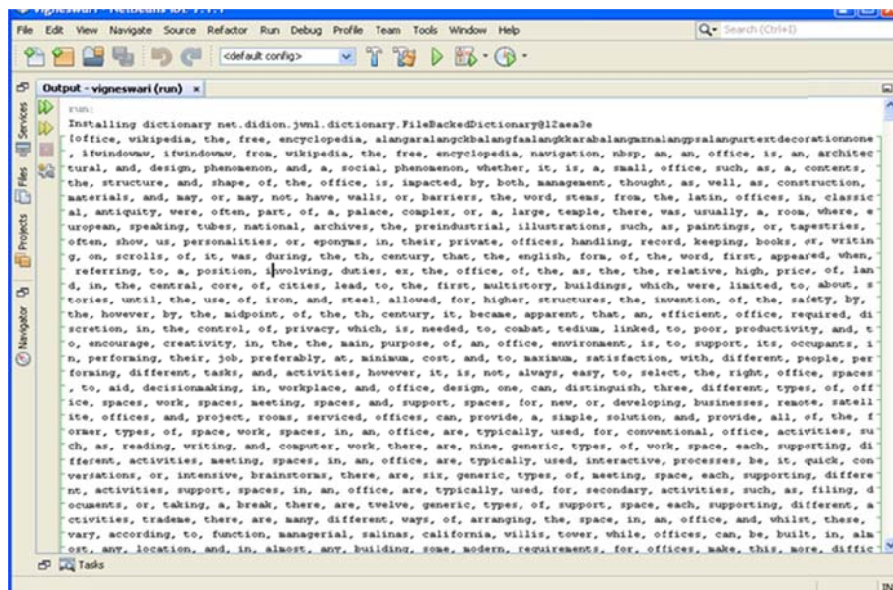 vigneswari - NetBeans IDE 7.1.1
File Edit View Navigate Source Refactor Run Debug Profile Team Tools Window Help
Search (Ctrl+I)
<default config>
Output - vigneswari (run)
Services
Files
Projects
Navigator
run:
Installing dictionary net.didion.jwnl.dictionary.FileBackedDictionary@12aea3e
[office, wikipedia, the, free, encyclopedia,
, ifwindowmw, ifwindowmw, from, wikipedia, the, free, encyclopedia, navigation, nbsp, an, an, office, is, an, architec
tural, and, design, phenomenon, and, a, social, phenomenon, whether, it, is, a, small, office, such, as, a, contents,
the, structure, and, shape, of, the, office, is, impacted, by, both, management, thought, as, well, as, construction,
materials, and, may, or, may, not, have, walls, or, barriers, the, word, stems, from, the, latin, offices, in, classic
al, antiquity, were, often, part, of, a, palace, complex, or, a, large, temple, there, was, usually, a, room, where, e
uropean, speaking, tubes, national, archives, the, preindustrial, illustrations, such, as, paintings, or, tapestries,
often, show, us, personalities, or, eponyms, in, their, private, offices, handling, record, keeping, books, or, writin
g, on, scrolls, of, it, was, during, the, th, century, that, the, english, form, of, the, word, first, appeared, when,
referring, to, a, position, involving, duties, ex, the, office, of, the, as, the, the, relative, high, price, of, lan
d, in, the, central, core, of, cities, lead, to, the, first, multistory, buildings, which, were, limited, to, about, s
tories, until, the, use, of, iron, and, steel, allowed, for, higher, structures, the, invention, of, the, safety, by,
the, however, by, the, midpoint, of, the, th, century, it, became, apparent, that, an, efficient, office, required, di
scretion, in, the, control, of, privacy, which, is, needed, to, combat, tedium, linked, to, poor, productivity, and, t
o, encourage, creativity, in, the, the, main, purpose, of, an, office, environment, is, to, support, its, occupants, i
n, performing, their, job, preferably, at, minimum, cost, and, to, maximum, satisfaction, with, different, people, per
forming, different, tasks, and, activities, however, it, is, not, always, easy, to, select, the, right, office, spaces
, to, aid, decisionmaking, in, workplace, and, office, design, one, can, distinguish, three, different, types, of, off
ice, spaces, work, spaces, meeting, spaces, and, support, spaces, for, new, or, developing, businesses, remote, satell
ite, offices, and, project, rooms, serviced, offices, can, provide, a, simple, solution, and, provide, all, of, the, f
ormer, types, of, space, work, spaces, in, an, office, are, typically, used, for, conventional, office, activities, su
ch, as, reading, writing, and, computer, work, there, are, nine, generic, types, of, work, space, each, supporting, di
fferent, activities, meeting, spaces, in, an, office, are, typically, used, interactive, processes, be, it, quick, con
versations, or, intensive, brainstorms, there, are, six, generic, types, of, meeting, space, each, supporting, differe
nt, activities, support, spaces, in, an, office, are, typically, used, for, secondary, activities, such, as, filing, d
ocuments, or, taking, a, break, there, are, twelve, generic, types, of, support, space, each, supporting, different, a
ctivities, trademe, there, are, many, different, ways, of, arranging, the, space, in, an, office, and, whilst, these,
vary, according, to, function, managerial, salinas, california, willis, tower, while, offices, can, be, built, in, alm
ost, any, location, and, in, almost, any, building, some, modern, requirements, for, offices, make, this, more, diffic
Tasks
IN